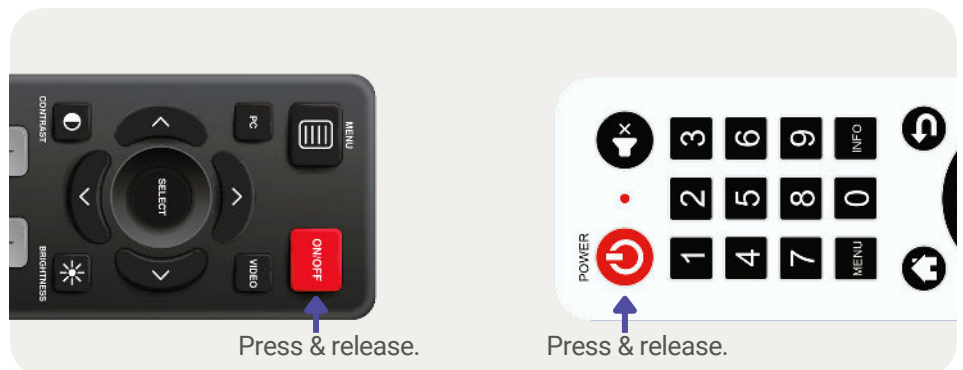 CONTRAST
PC
MENU
SELECT
BRIGHTNESS
VIDEO
ON/OFF
Press & release.
POWER
3
6
9
INFO
2
5
8
0
1
4
7
MENU
Press & release.